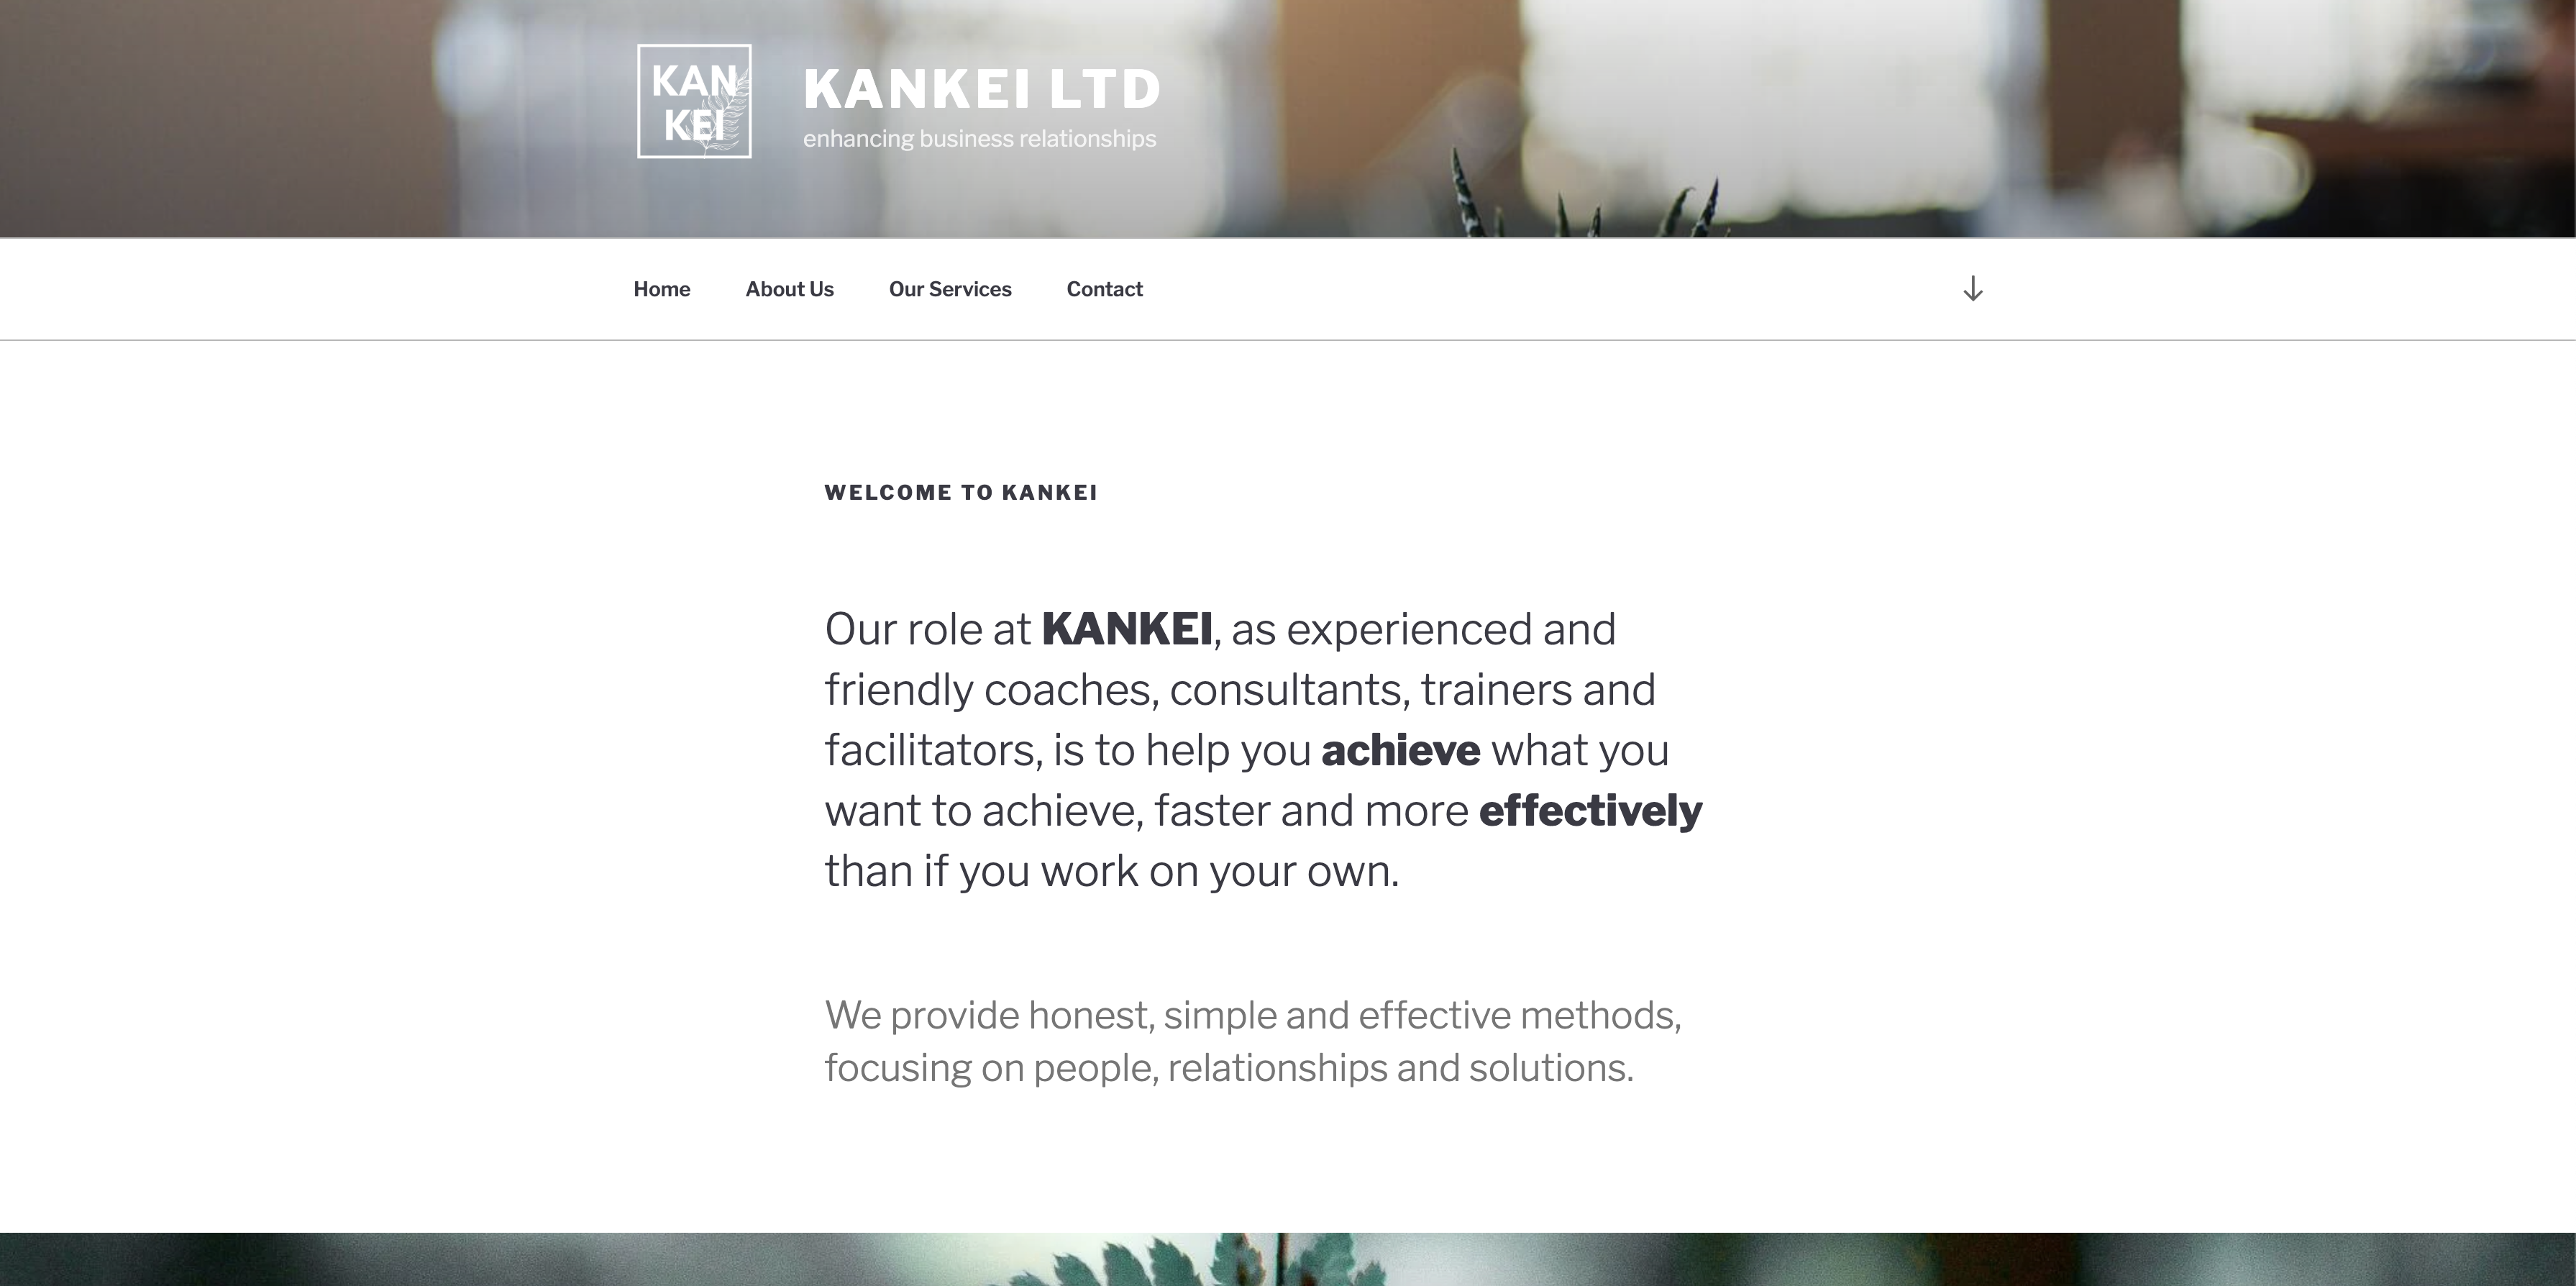 KAN
KEI
KANKEI LTD
enhancing business relationships
Home About Us Our Services Contact
WELCOME TO KANKEI
Our role at KANKEI, as experienced and
friendly coaches, consultants, trainers and
facilitators, is to help you achieve what you
want to achieve, faster and more effectively
than if you work on your own.
We provide honest, simple and effective methods,
focusing on people, relationships and solutions.